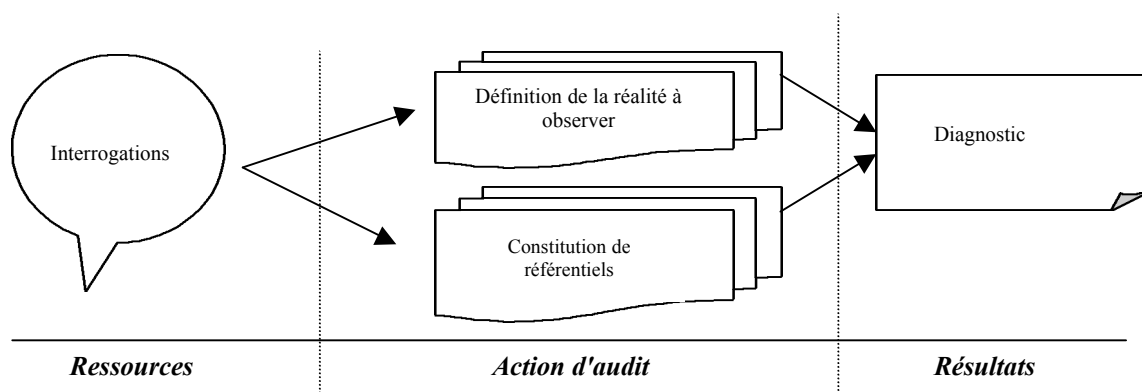 Interrogations
Définition de la réalité à
observer
Constitution de
référentiels
Diagnostic
Ressources
Action d'audit
Résultats